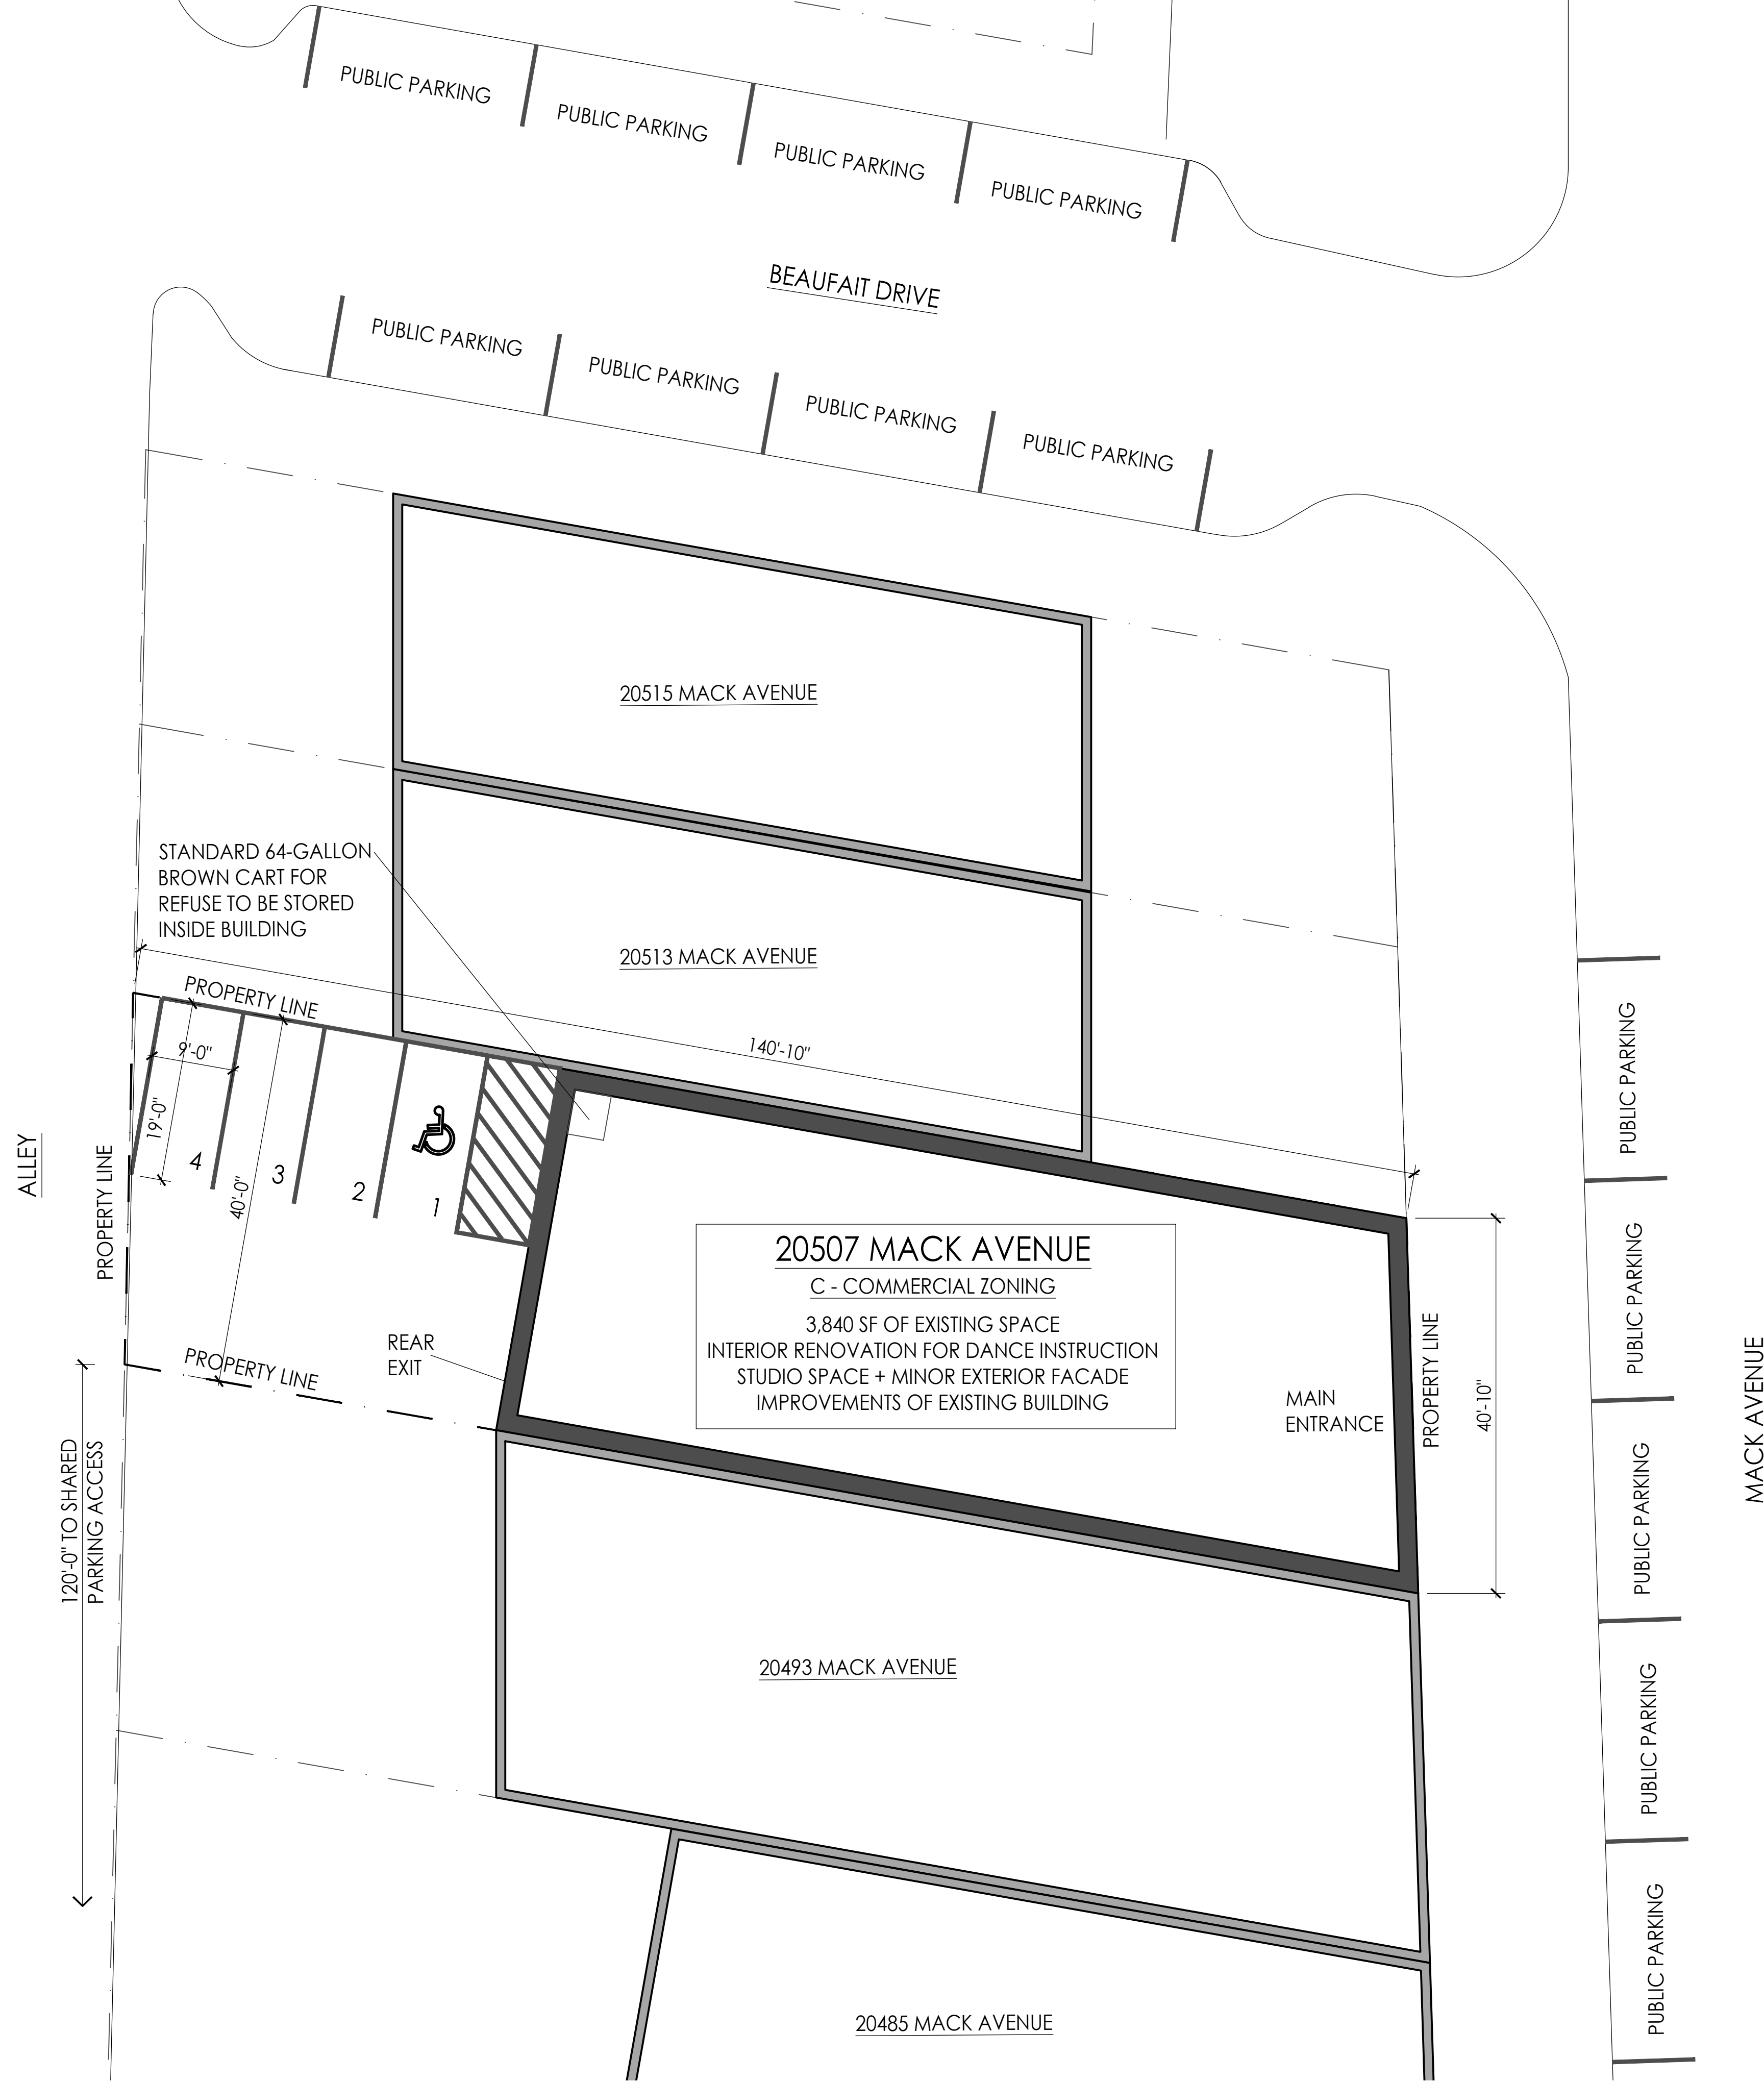 PUBLIC PARKING
PUBLIC PARKING
PUBLIC PARKING
PUBLIC PARKING
BEAUFAIT DRIVE
PUBLIC PARKING
PUBLIC PARKING
PUBLIC PARKING
PUBLIC PARKING
20515 MACK AVENUE
STANDARD 64-GALLON
BROWN CART FOR
REFUSE TO BE STORED
INSIDE BUILDING
20513 MACK AVENUE
PROPERTY LINE
140'-10"
9'-0"
19'-0"
40'-0"
4
3
2
1
ALLEY
PROPERTY LINE
PROPERTY LINE
REAR
EXIT
20507 MACK AVENUE
C - COMMERCIAL ZONING
3,840 SF OF EXISTING SPACE
INTERIOR RENOVATION FOR DANCE INSTRUCTION
STUDIO SPACE + MINOR EXTERIOR FACADE
IMPROVEMENTS OF EXISTING BUILDING
MAIN
ENTRANCE
PROPERTY LINE
40'-10"
PUBLIC PARKING
PUBLIC PARKING
PUBLIC PARKING
PUBLIC PARKING
PUBLIC PARKING
MACK AVENUE
120'-0" TO SHARED
PARKING ACCESS
20493 MACK AVENUE
20485 MACK AVENUE